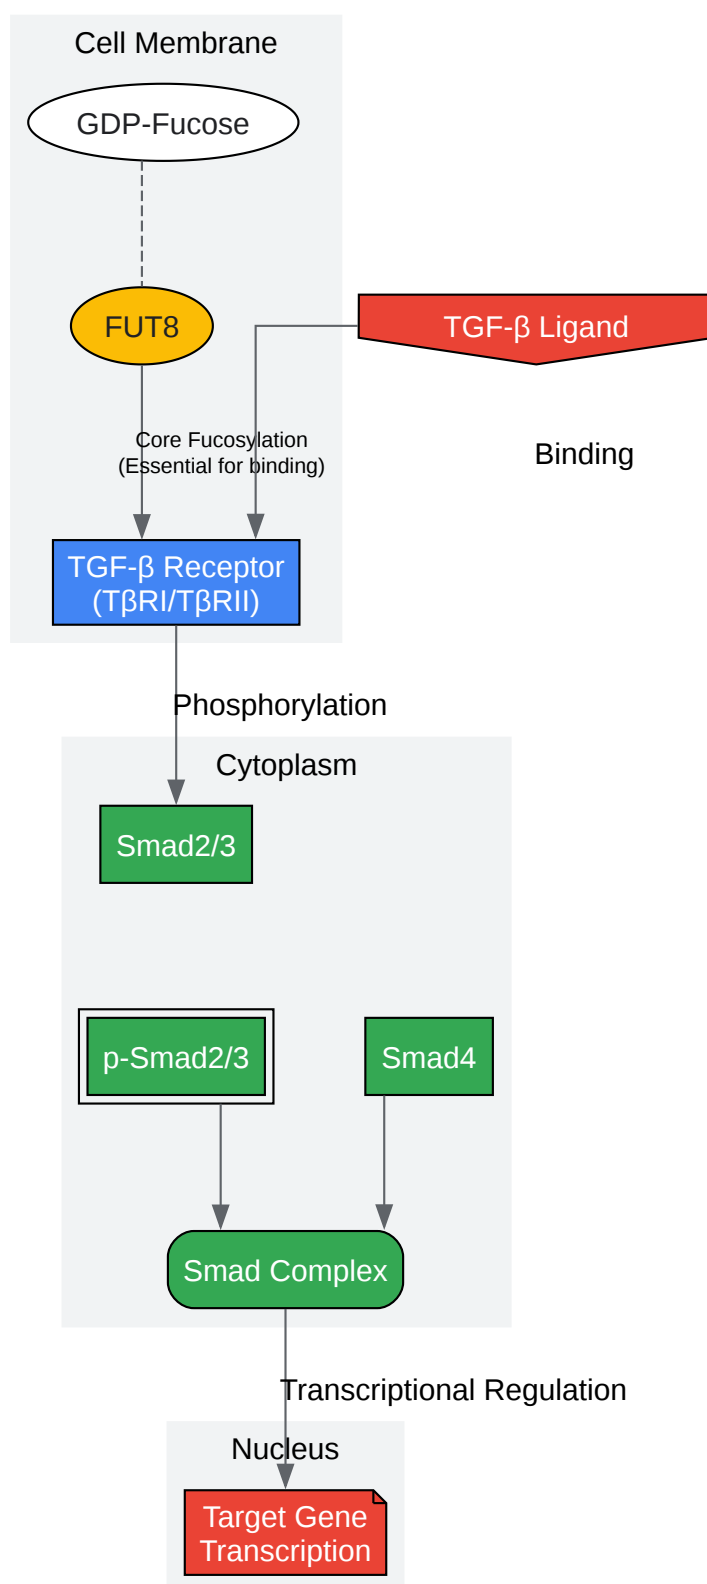 Cell Membrane
GDP-Fucose
FUT8
TGF-β Ligand
Core Fucosylation
(Essential for binding)
Binding
TGF-β Receptor
(TβRI/TβRII)
Phosphorylation
Cytoplasm
Smad2/3
p-Smad2/3
Smad4
Smad Complex
Transcriptional Regulation
Nucleus
Target Gene
Transcription